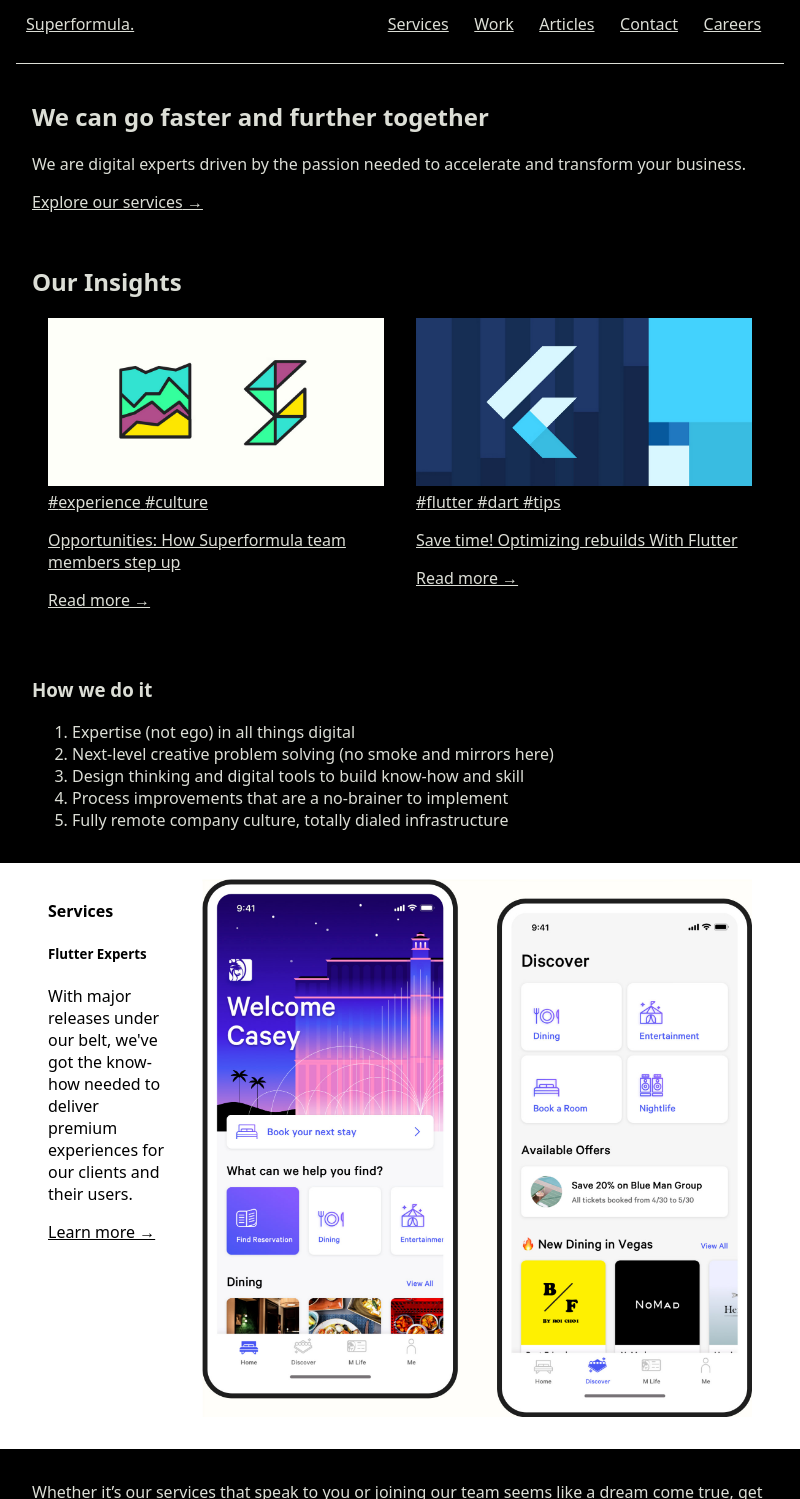 Superformula.
Services Work Articles Contact Careers
We can go faster and further together
We are digital experts driven by the passion needed to accelerate and transform your business.
Explore our services →
Our Insights
#experience #culture
Opportunities: How Superformula team
members step up
Read more →
#flutter #dart #tips
Save time! Optimizing rebuilds With Flutter
Read more →
How we do it
1. Expertise (not ego) in all things digital
2. Next-level creative problem solving (no smoke and mirrors here)
3. Design thinking and digital tools to build know-how and skill
4. Process improvements that are a no-brainer to implement
5. Fully remote company culture, totally dialed infrastructure
Services
Flutter Experts
With major
releases under
our belt, we've
got the know-
how needed to
deliver
premium
experiences for
our clients and
their users.
Learn more →
9:41
Welcome
Casey
Book your next stay
What can we help you find?
Find Reservation
Dining
Entertainmen
Dining
View All
Home
Discover
M Life
Me
9:41
Discover
Dining
Entertainment
Book a Room
Nightlife
Available Offers
Save 20% on Blue Man Group
All tickets booked from 4/30 to 5/30
New Dining in Vegas
View All
B/F
BY ROI CHOI
NOMAD
Home
Discover
M Life
Me
Whether it’s our services that speak to you or joining our team seems like a dream come true, get